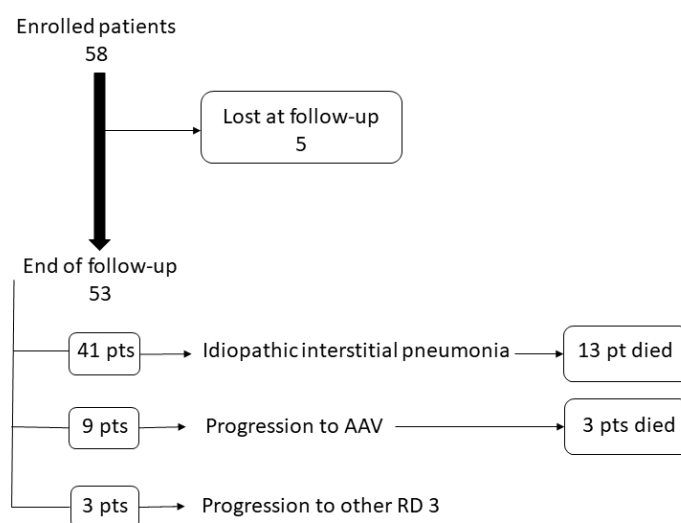 Enrolled patients
58
Lost at follow-up
5
End of follow-up
53
41 pts
Idiopathic interstitial pneumonia
13 pt died
9 pts
Progression to AAV
3 pts died
3 pts
Progression to other RD 3